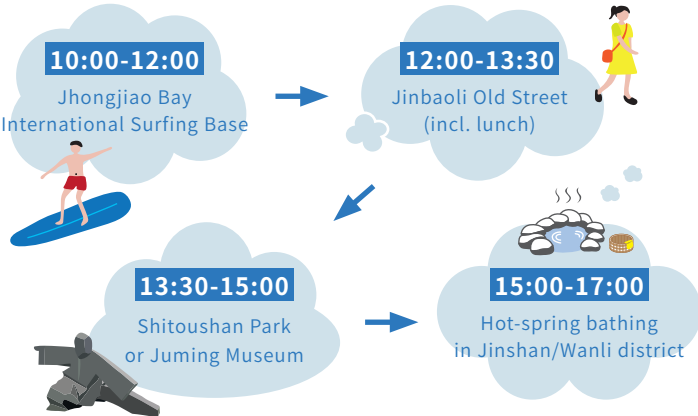 10:00-12:00
Jhongjiao Bay
International Surfing Base
12:00-13:30
Jinbaoli Old Street
(incl. lunch)
13:30-15:00
Shitoushan Park
or Juming Museum
15:00-17:00
Hot-spring bathing
in Jinshan/Wanli district